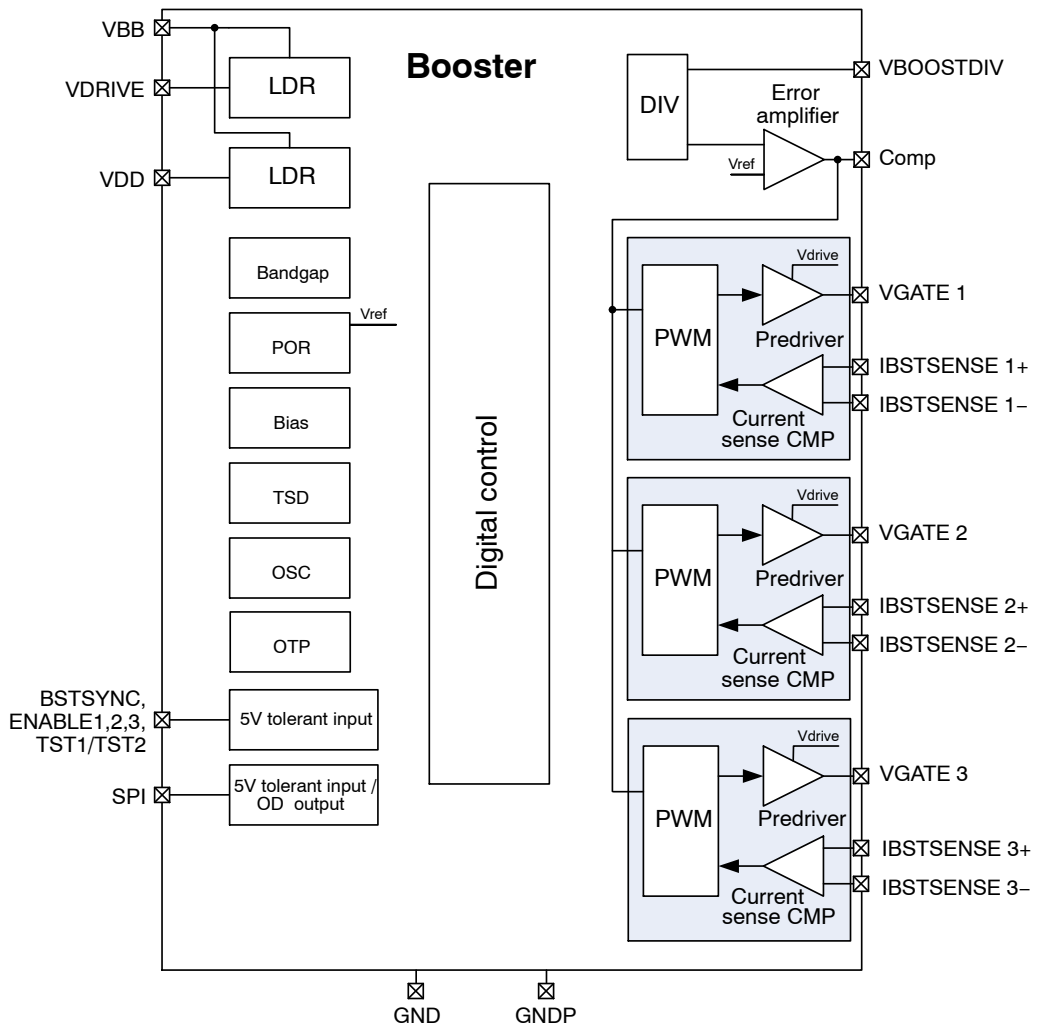 Booster
VBB
VDRIVE
VDD
LDR
LDR
Bandgap
POR
Vref
Bias
TSD
OSC
OTP
BSTSYNC,
ENABLE1,2,3,
TST1/TST2
5V tolerant input
SPI
5V tolerant input /
OD output
Digital control
DIV
VBOOSTDIV
Error
amplifier
Vref
Comp
Vdrive
PWM
Predriver
VGATE 1
IBSTSENSE 1+
IBSTSENSE 1−
Current
sense CMP
Vdrive
PWM
Predriver
VGATE 2
IBSTSENSE 2+
IBSTSENSE 2−
Current
sense CMP
Vdrive
PWM
Predriver
VGATE 3
IBSTSENSE 3+
IBSTSENSE 3−
Current
sense CMP
GND
GNDP